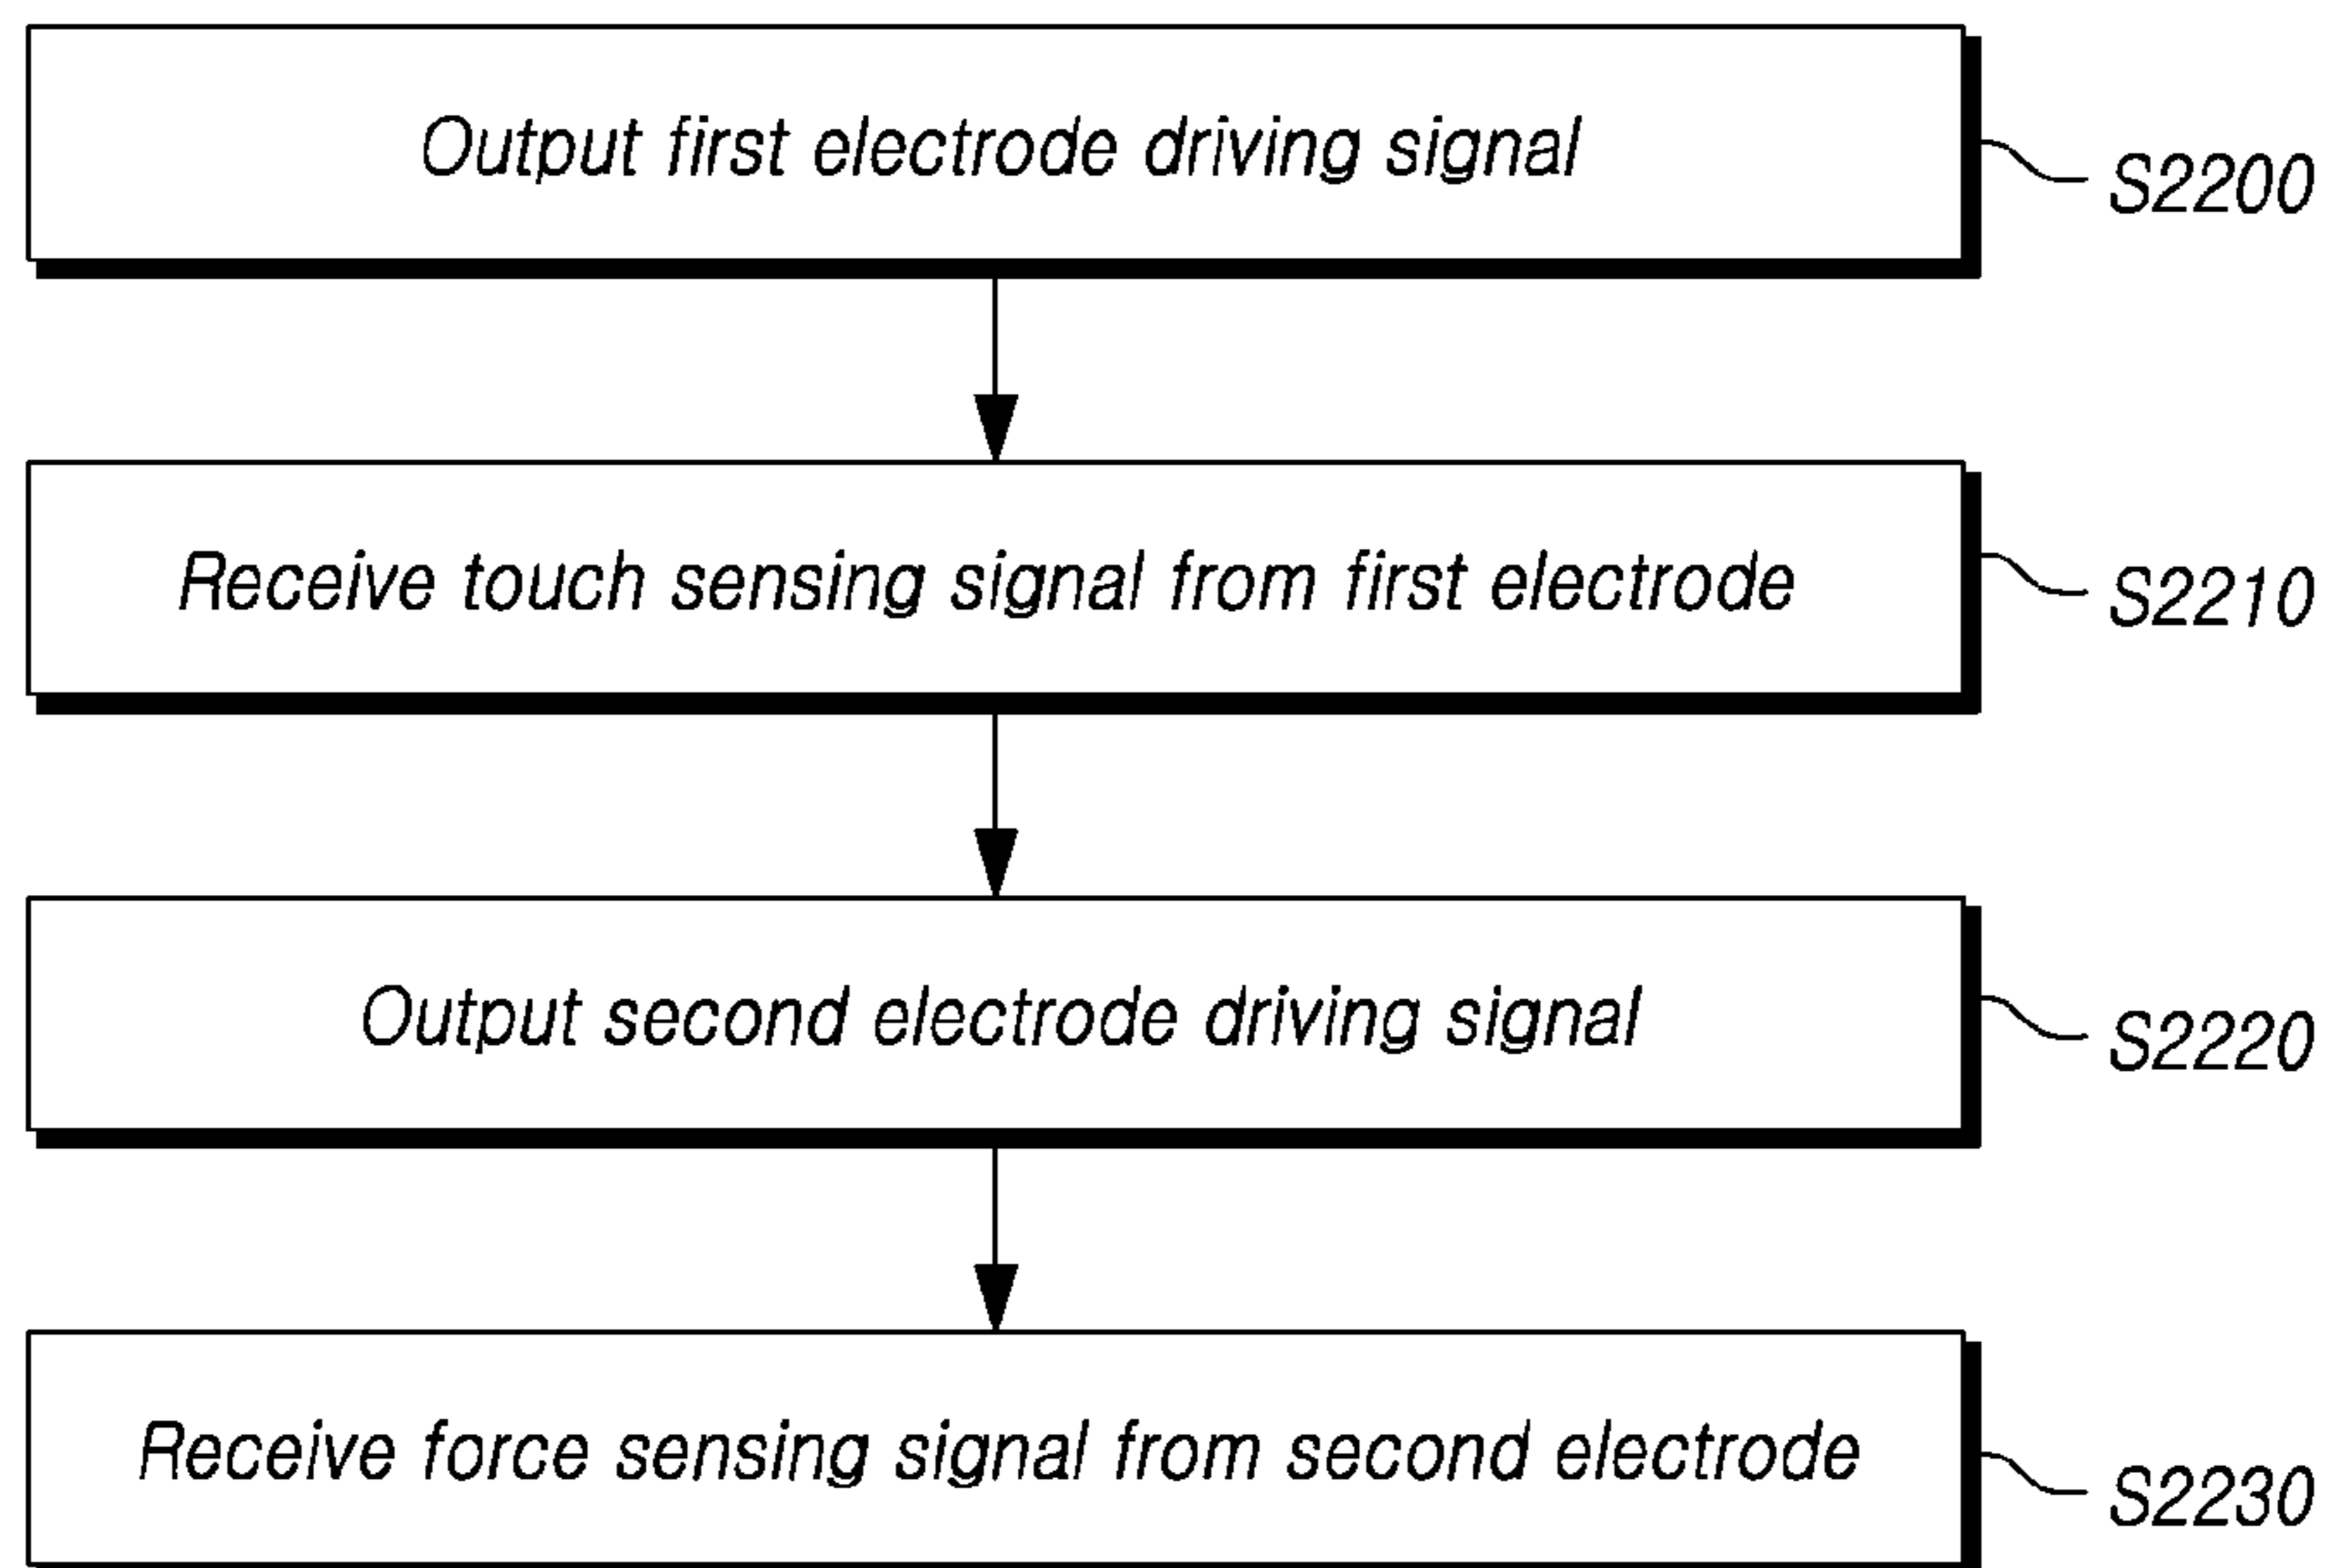 Output first electrode driving signal
S2200
Receive touch sensing signal from first electrode
S2210
Output second electrode driving signal
S2220
Receive force sensing signal from second electrode
S2230